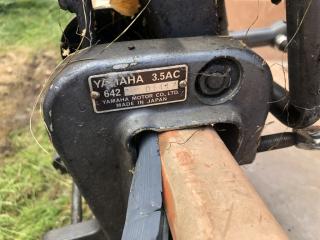 YAMAHA 3.5AC
642
YAMAHA MOTOR CO., LTD.
MADE IN JAPAN